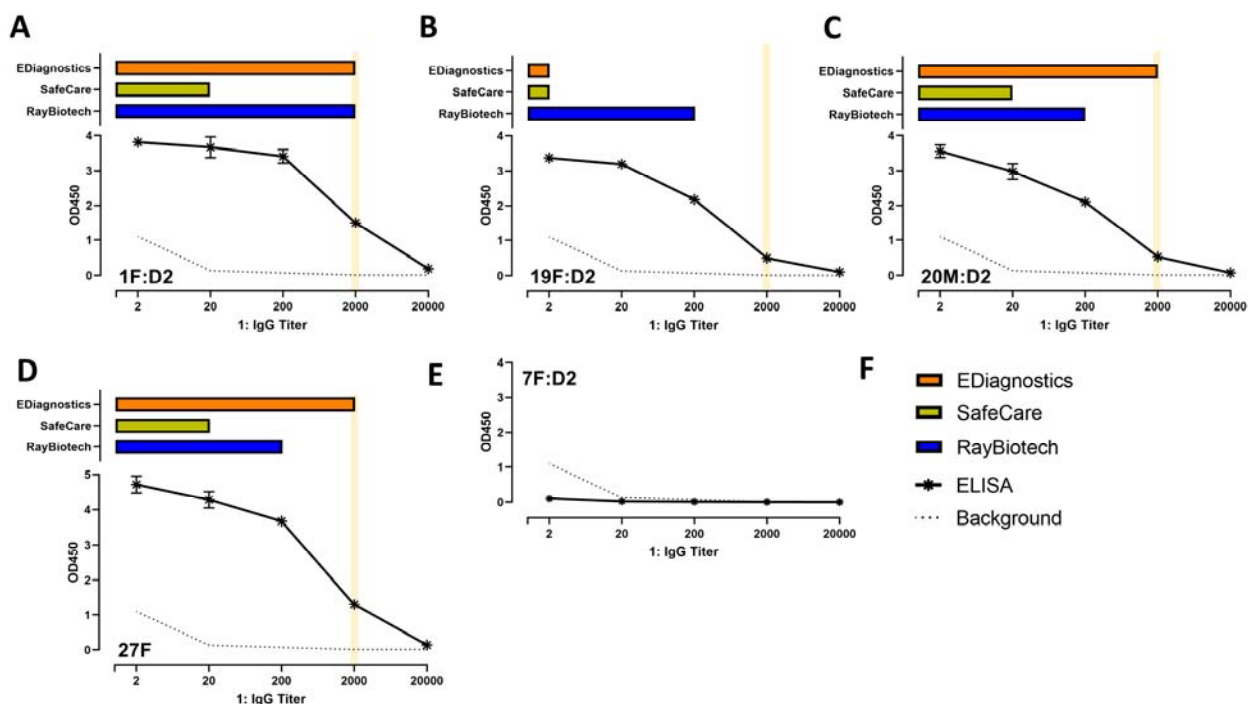 A
EDiagnostics
SafeCare
RayBiotech
4
3
2
1
0
OD450
1F:D2
2 20 200 2000 20000
1: IgG Titer
B
EDiagnostics
SafeCare
RayBiotech
4
3
2
1
0
OD450
19F:D2
2 20 200 2000 20000
1: IgG Titer
C
EDiagnostics
SafeCare
RayBiotech
4
3
2
1
0
OD450
20M:D2
2 20 200 2000 20000
1: IgG Titer
D
EDiagnostics
SafeCare
RayBiotech
5
4
3
2
1
0
OD450
27F
2 20 200 2000 20000
1: IgG Titer
E
7F:D2
4
3
2
1
0
OD450
2 20 200 2000 20000
1: IgG Titer
F
EDiagnostics
SafeCare
RayBiotech
ELISA
Background